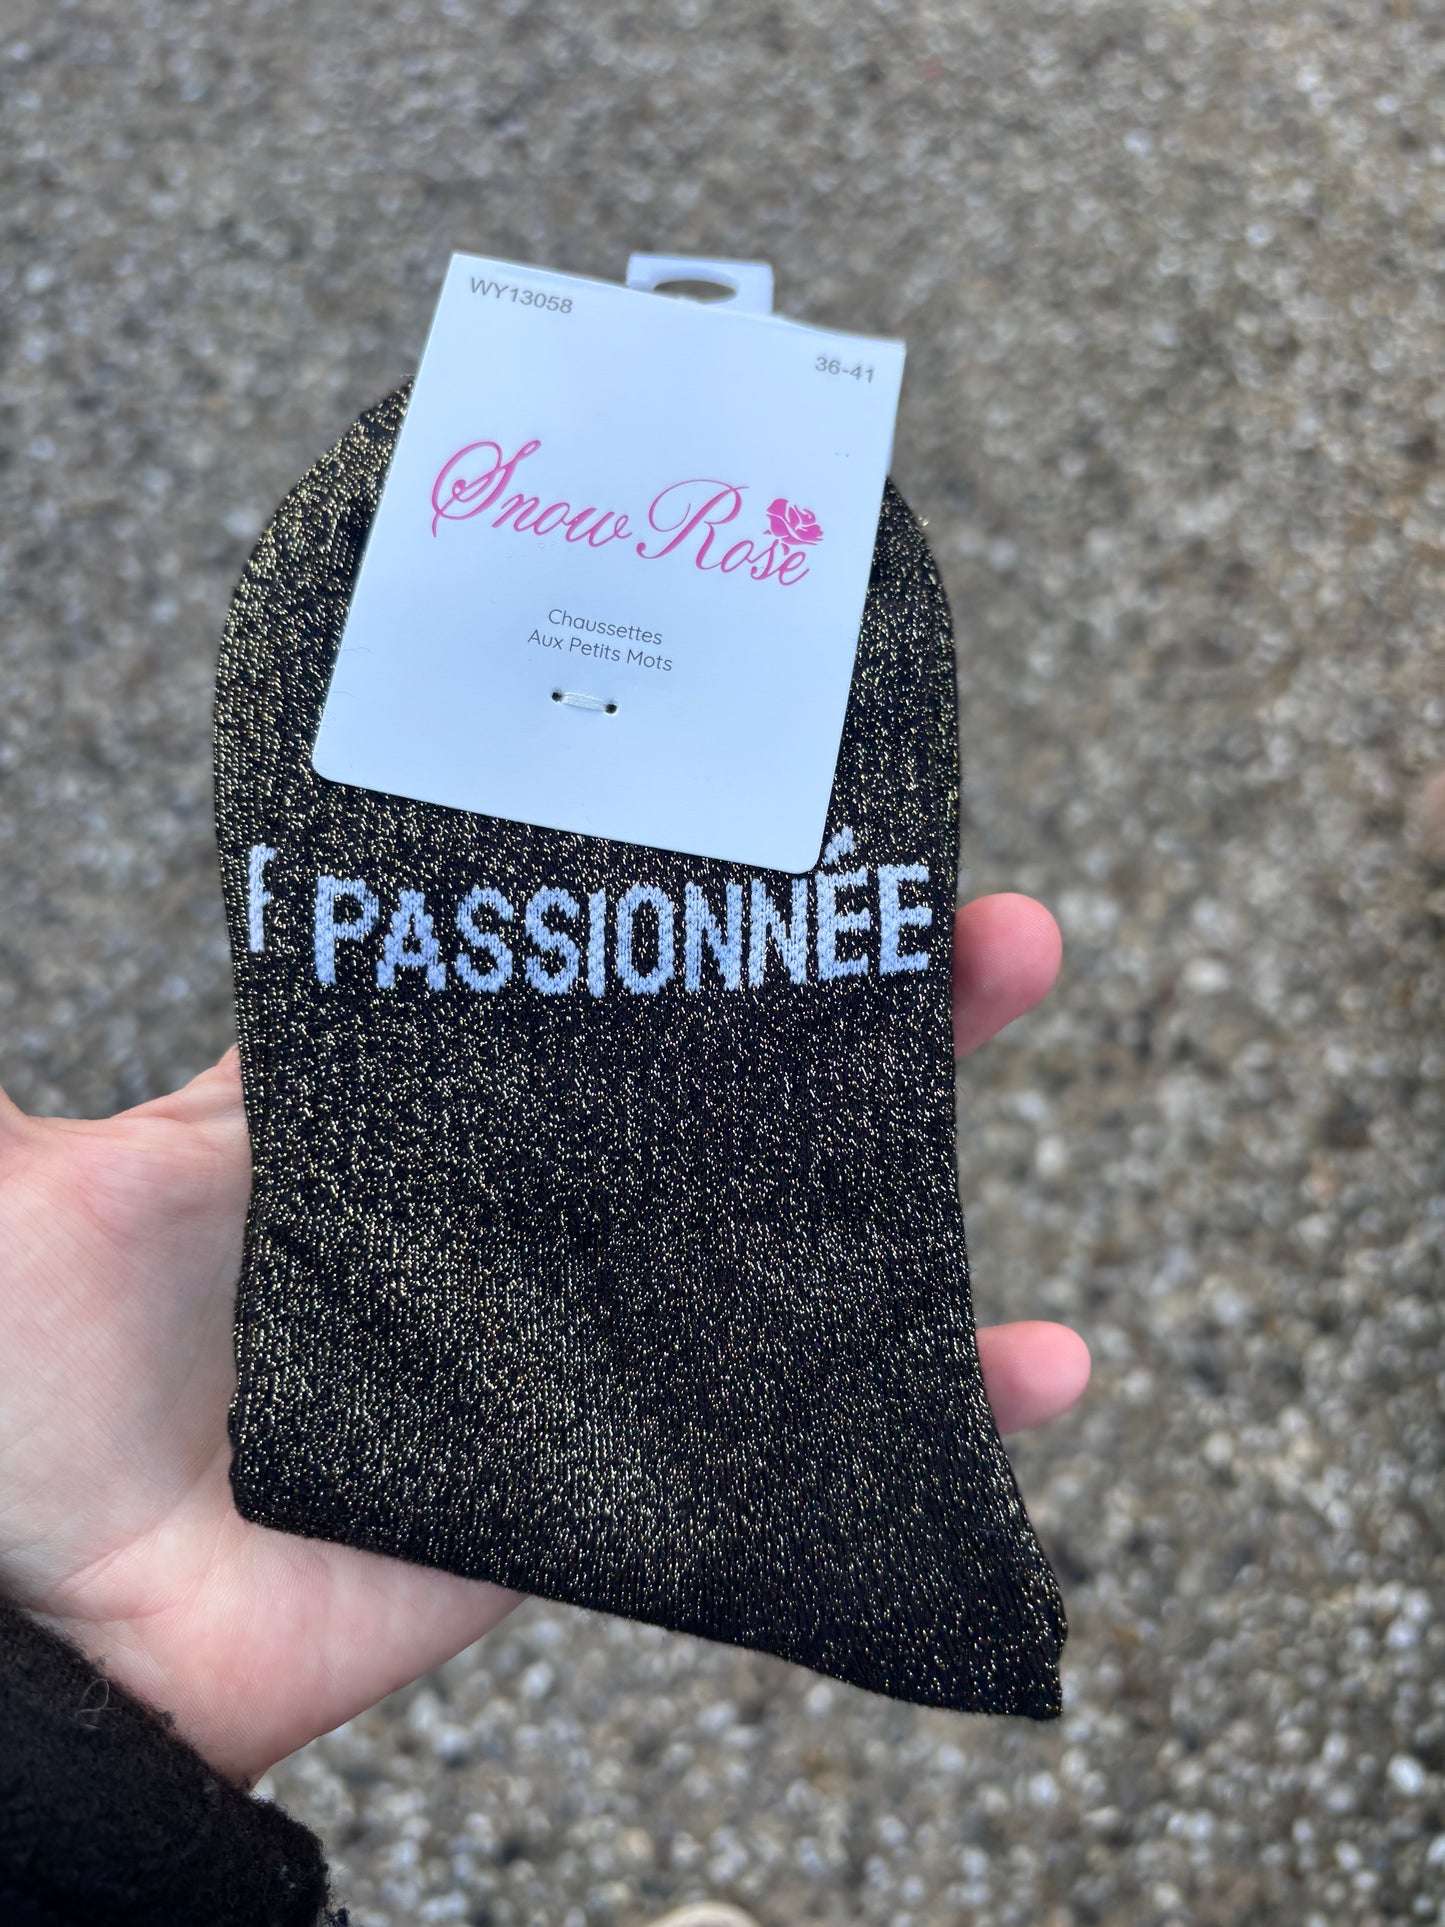 WY13058
36-41
Snow Rose
Chaussettes
Aux Petits Mots
PASSIONNÉE